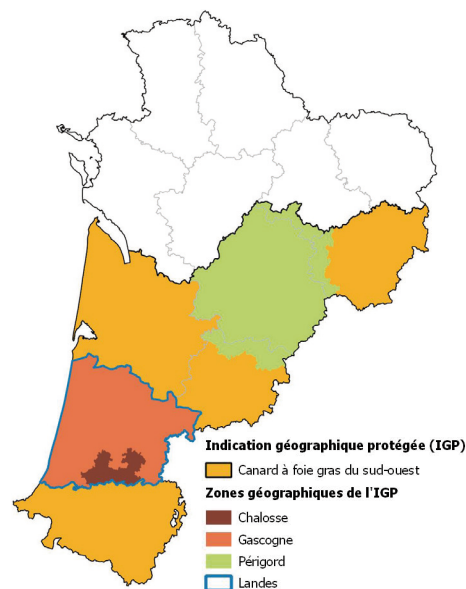 Indication géographique protégée (IGP)
Canard à foie gras du sud-ouest
Zones géographiques de l'IGP
Chalosse
Gascogne
Périgord
Landes